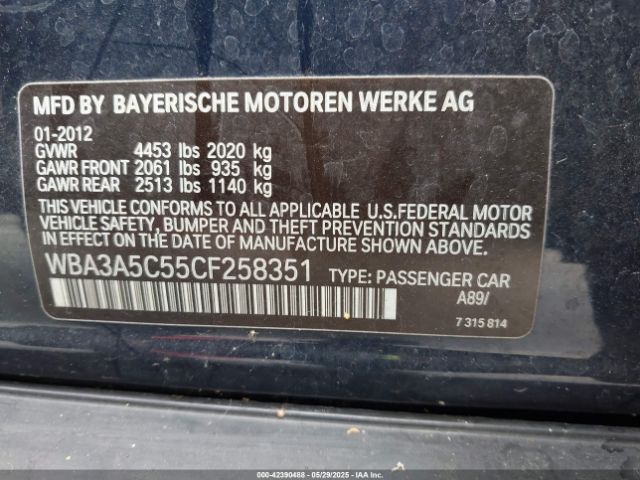 MFD BY BAYERISCHE MOTOREN WERKE AG
01-2012
GVWR 4453 lbs 2020 kg
GAWR FRONT 2061 lbs 935 kg
GAWR REAR 2513 lbs 1140 kg
THIS VEHICLE CONFORMS TO ALL APPLICABLE U.S.FEDERAL MOTOR
VEHICLE SAFETY, BUMPER AND THEFT PREVENTION STANDARDS
IN EFFECT ON THE DATE OF MANUFACTURE SHOWN ABOVE.
WBA3A5C55CF258351 TYPE: PASSENGER CAR
A89/
7 315 814
000-42390488 - 05/29/2025 - IAAI.COM